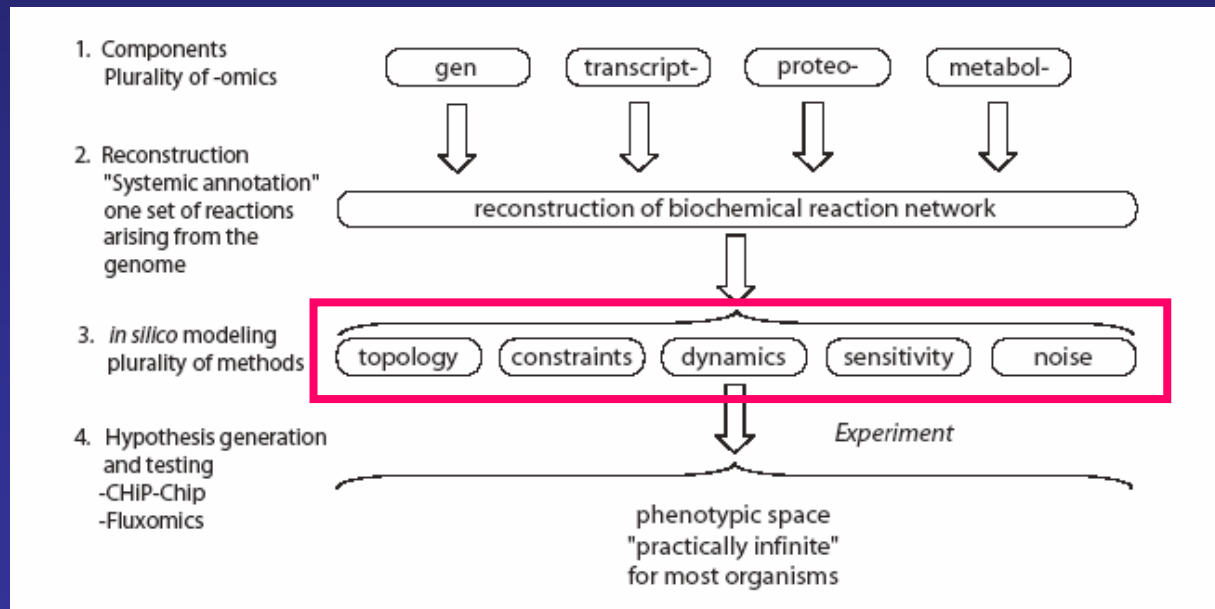 1. Components
Plurality of -omics
gen
transcript-
proteo-
metabol-
2. Reconstruction
"Systemic annotation"
one set of reactions
arising from the
genome
reconstruction of biochemical reaction network
3. in silico modeling
plurality of methods
topology
constraints
dynamics
sensitivity
noise
4. Hypothesis generation
and testing
-CHiP-Chip
-Fluxomics
Experiment
phenotypic space
"practically infinite"
for most organisms